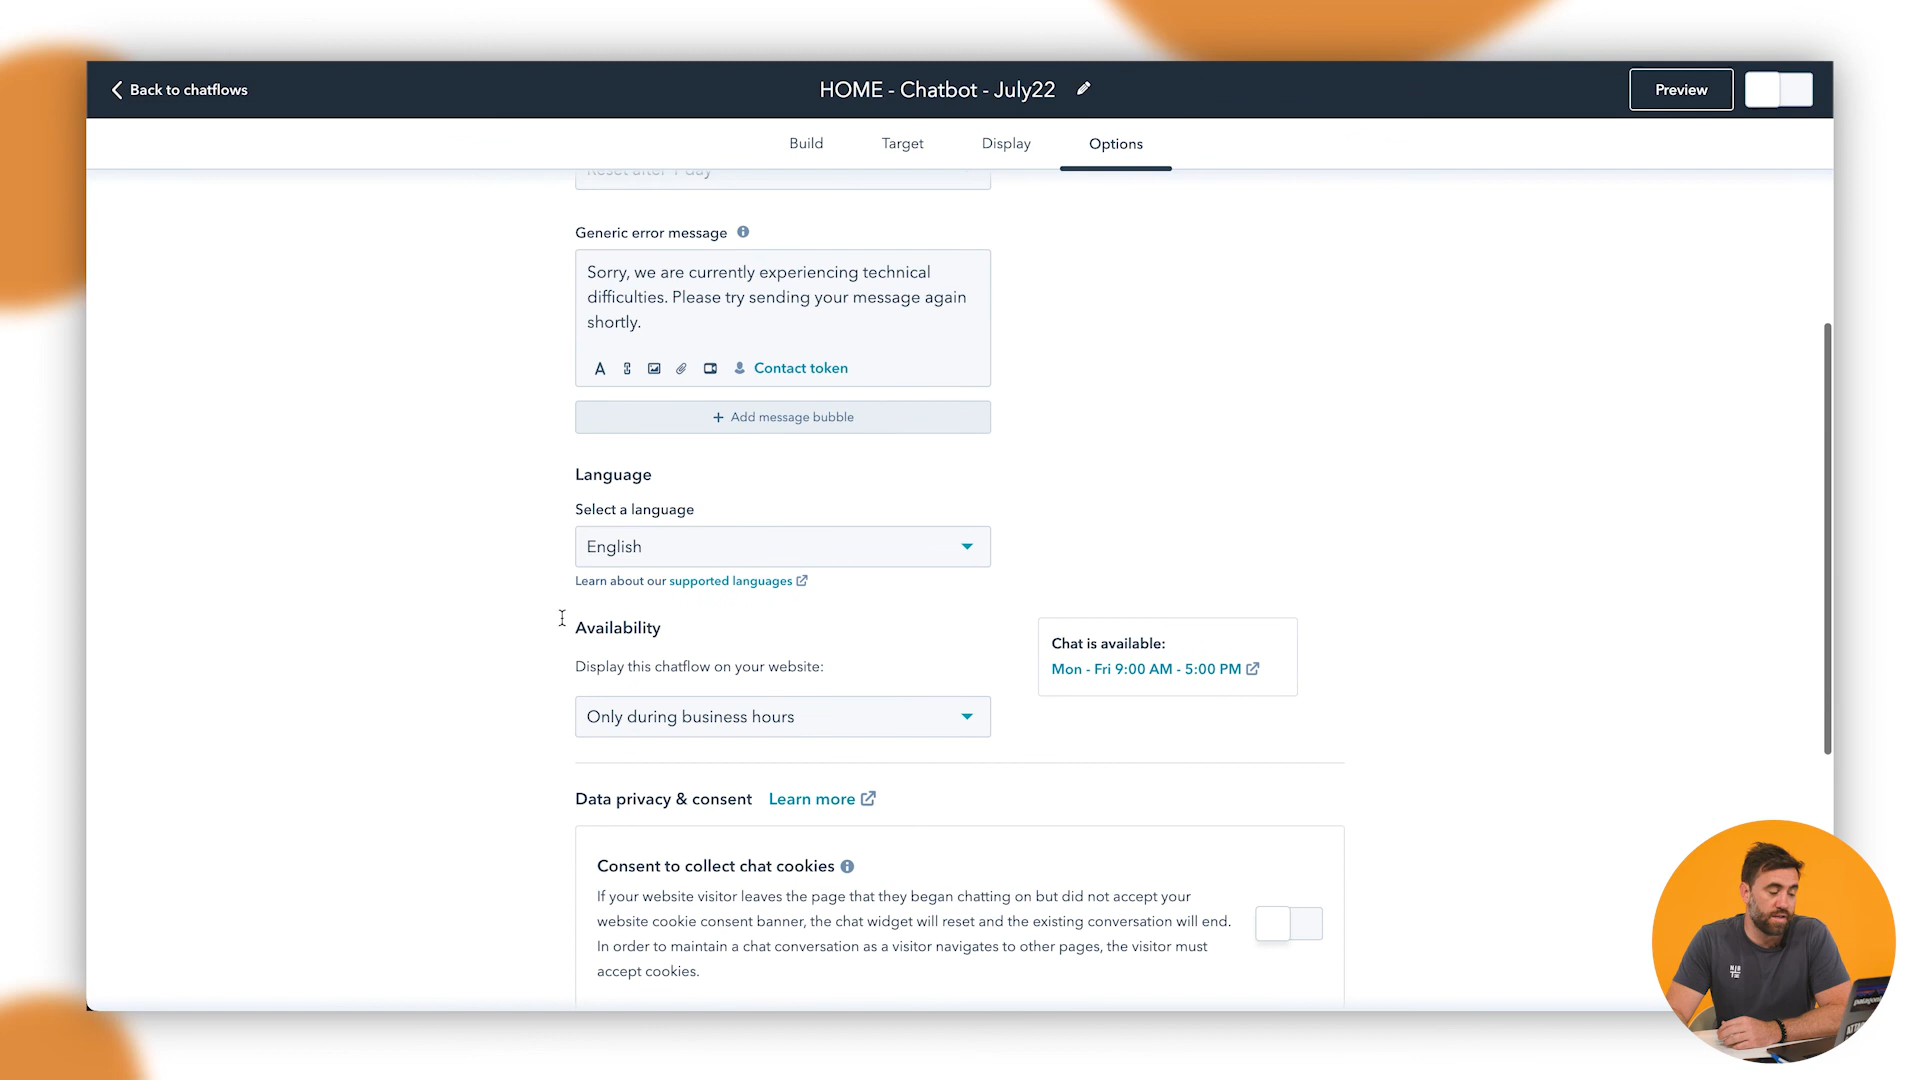 Back to chatflows
HOME - Chatbot - July22
Preview
Build
Target
Display
Options
Reset after 1 day
Generic error message
Sorry, we are currently experiencing technical
difficulties. Please try sending your message again
shortly.
Contact token
+ Add message bubble
Language
Select a language
English
Learn about our supported languages
Availability
Display this chatflow on your website:
Only during business hours
Chat is available:
Mon - Fri 9:00 AM - 5:00 PM
Data privacy & consent Learn more
Consent to collect chat cookies
If your website visitor leaves the page that they began chatting on but did not accept your
website cookie consent banner, the chat widget will reset and the existing conversation will end.
In order to maintain a chat conversation as a visitor navigates to other pages, the visitor must
accept cookies.